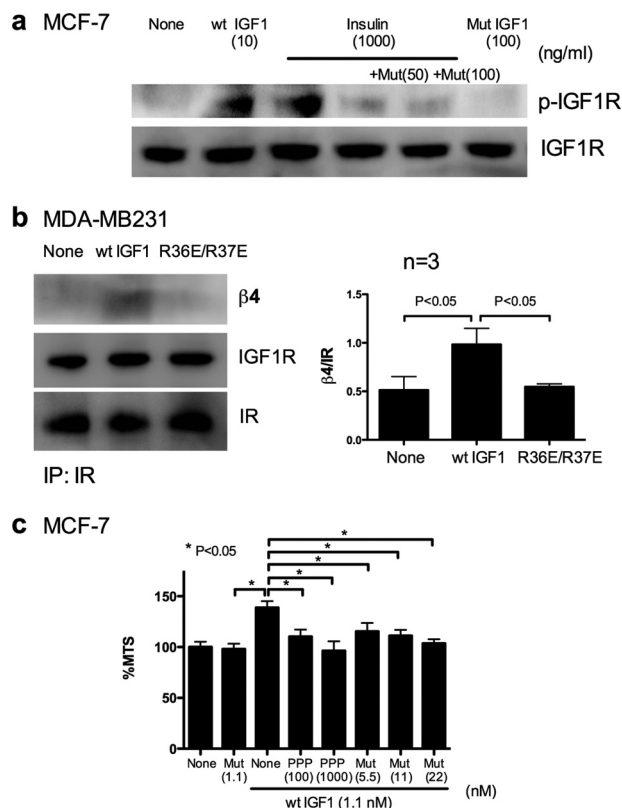 a MCF-7
None wt IGF1 Insulin Mut IGF1
(10) (1000) (100)
(ng/ml)
+Mut(50) +Mut(100)
p-IGF1R
IGF1R
b MDA-MB231
None wt IGF1 R36E/R37E
β4
IGF1R
IR
IP: IR
n=3
P<0.05 P<0.05
β4/IR
1.5
1.0
0.5
0.0
None wt IGF1 R36E/R37E
c MCF-7
* P<0.05
*
*
*
*
* *
%MTS
150
100
50
0
None Mut None PPP PPP Mut Mut Mut
(1.1) (100) (1000) (5.5) (11) (22)
(nM)
wt IGF1 (1.1 nM)